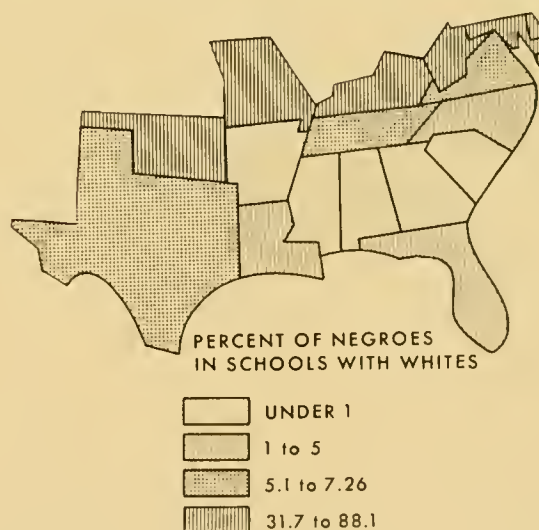 PERCENT OF NEGROES
IN SCHOOLS WITH WHITES
UNDER 1
1 to 5
5.1 to 7.26
31.7 to 88.1